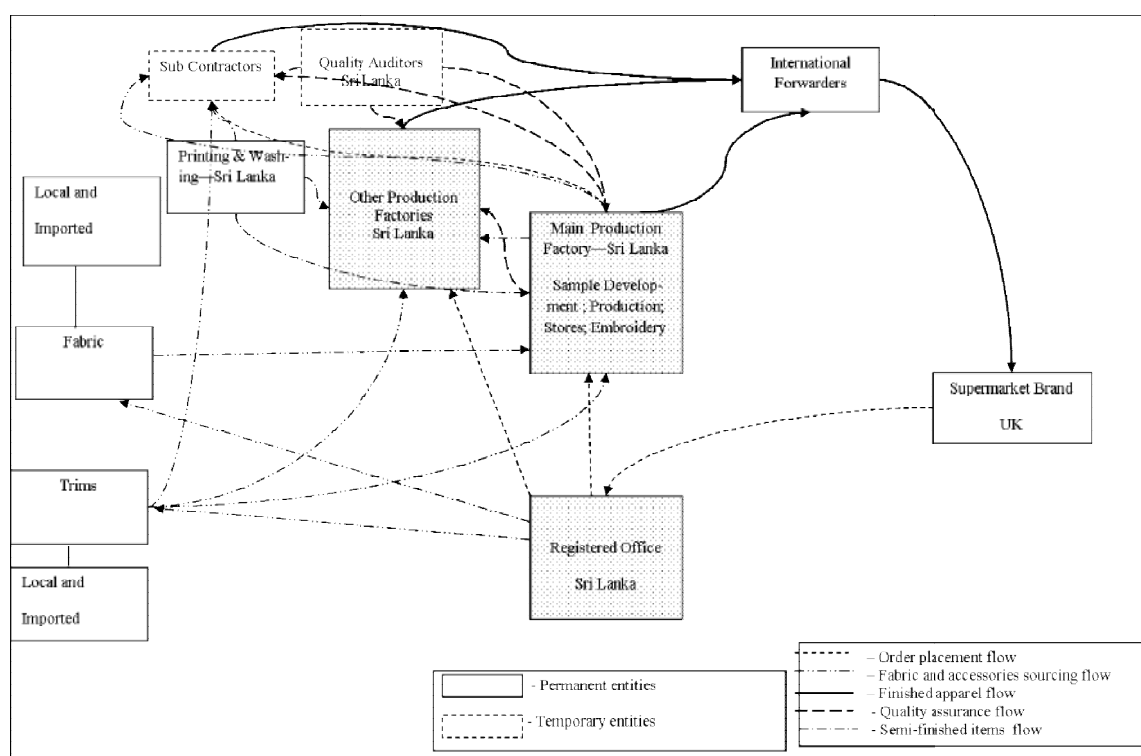 Sub Contractors
Quality Auditors
Sri Lanka
International
Forwarders
Printing & Wash-
ing—Sri Lanka
Local and
Imported
Other Production
Factories
Sri Lanka
Main Production
Factory—Sri Lanka
Sample Develop-
ment ; Production;
Stores; Embroidery
Fabric
Supermarket Brand
UK
Trims
Registered Office
Sri Lanka
Local and
Imported
- Permanent entities
- Temporary entities
– Order placement flow
– Fabric and accessories sourcing flow
– Finished apparel flow
- Quality assurance flow
- Semi-finished items flow